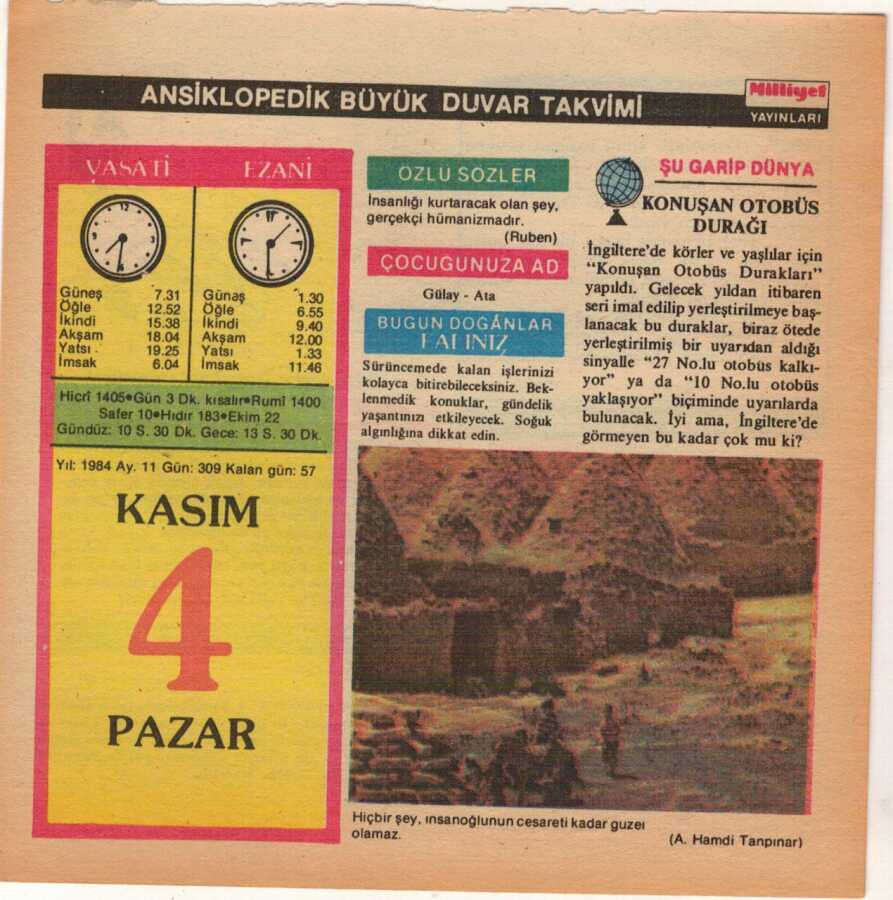 ANSİKLOPEDİK BÜYÜK DUVAR TAKVİMİ
Milliyet
YAYINLARI
VASATİ
EZANİ
Güneş 7.31
Öğle 12.52
İkindi 15.38
Akşam 18.04
Yatsı 19.25
İmsak 6.04
Günaş 1.30
Öğle 6.55
İkindi 9.40
Akşam 12.00
Yatsı 1.33
İmsak 11.46
Hicrî 1405•Gün 3 Dk. kısalır•Rumî 1400
Safer 10•Hıdır 183•Ekim 22
Gündüz: 10 S. 30 Dk. Gece: 13 S. 30 Dk.
Yıl: 1984 Ay. 11 Gün: 309 Kalan gün: 57
KASIM
4
PAZAR
ÖZLÜ SÖZLER
İnsanlığı kurtaracak olan şey,
gerçekçi hümanizmadır.
(Ruben)
ÇOCUGUNUZA AD
Gülay - Ata
BUGUN DOGANLAR
FALINIZ
Sürüncemede kalan işlerinizi
kolayca bitirebileceksiniz. Bek-
lenmedik konuklar, gündelik
yaşantınızı etkileyecek. Soğuk
algınlığına dikkat edin.
ŞU GARİP DÜNYA
KONUŞAN OTOBÜS
DURAĞI
İngiltere'de körler ve yaşlılar için
“Konuşan Otobüs Durakları”
yapıldı. Gelecek yıldan itibaren
seri imal edilip yerleştirilmeye baş-
lanacak bu duraklar, biraz ötede
yerleştirilmiş bir uyarıdan aldığı
sinyalle “27 No.lu otobüs kalkı-
yor” ya da “10 No.lu otobüs
yaklaşıyor” biçiminde uyarılarda
bulunacak. İyi ama, İngiltere'de
görmeyen bu kadar çok mu ki?
Hiçbir şey, ınsanoğlunun cesareti kadar guzel
olamaz.
(A. Hamdi Tanpınar)